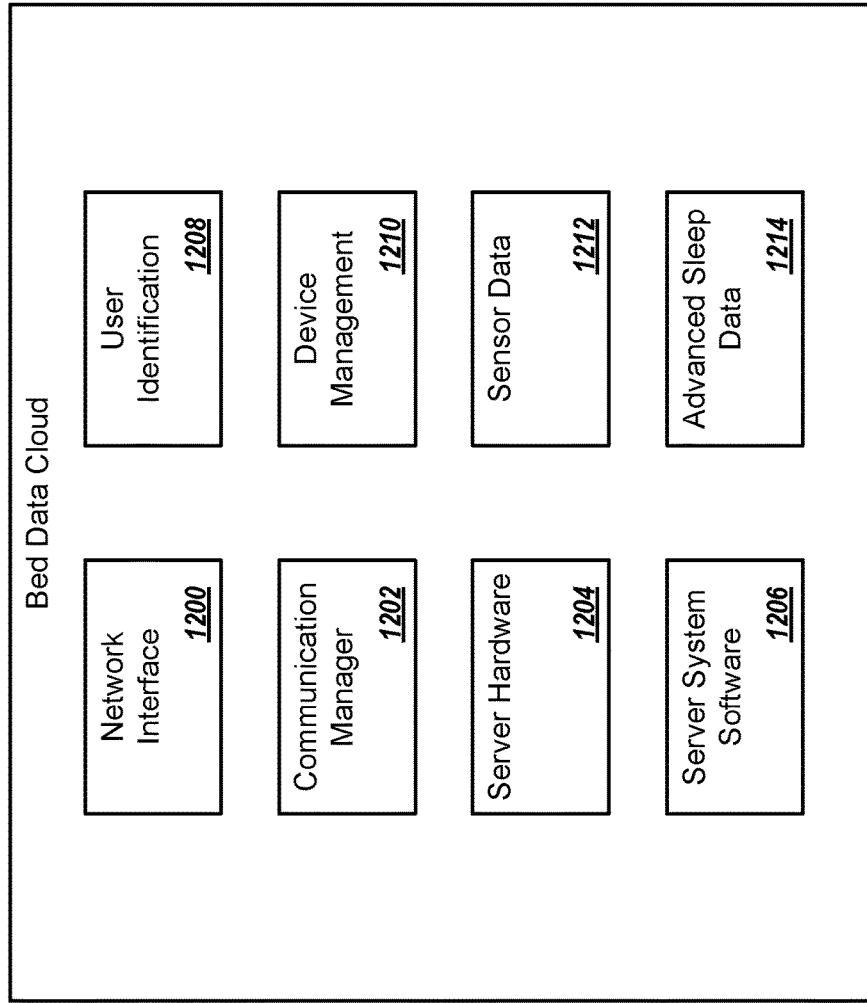 Bed Data Cloud
Network
Interface
1200
User
Identification
1208
Communication
Manager
1202
Device
Management
1210
Server Hardware
1204
Sensor Data
1212
Server System
Software
1206
Advanced Sleep
Data
1214